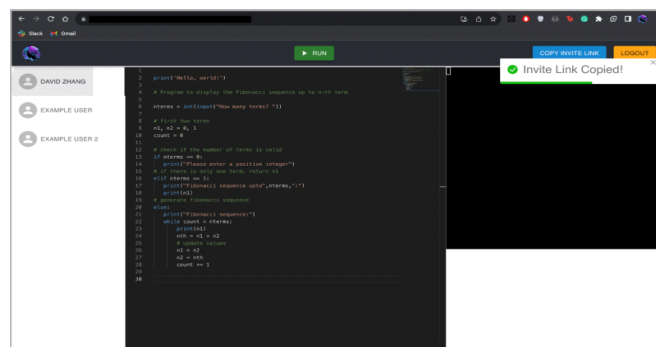 Slack
Gmail
RUN
COPY INVITE LINK
LOGOUT
Invite Link Copied!
DAVID ZHANG
EXAMPLE USER
EXAMPLE USER 2
1
2 print('Hello, world!')
3
4 # Program to display the Fibonacci sequence up to n-th term
5
6 nterms = int(input("How many terms? "))
7
8 # first two terms
9 n1, n2 = 0, 1
10 count = 0
11
12 # check if the number of terms is valid
13 if nterms <= 0:
14 print("Please enter a positive integer")
15 # if there is only one term, return n1
16 elif nterms == 1:
17 print("Fibonacci sequence upto",nterms,":")
18 print(n1)
19 # generate fibonacci sequence
20 else:
21 print("Fibonacci sequence:")
22 while count < nterms:
23 print(n1)
24 nth = n1 + n2
25 # update values
26 n1 = n2
27 n2 = nth
28 count += 1
29
30